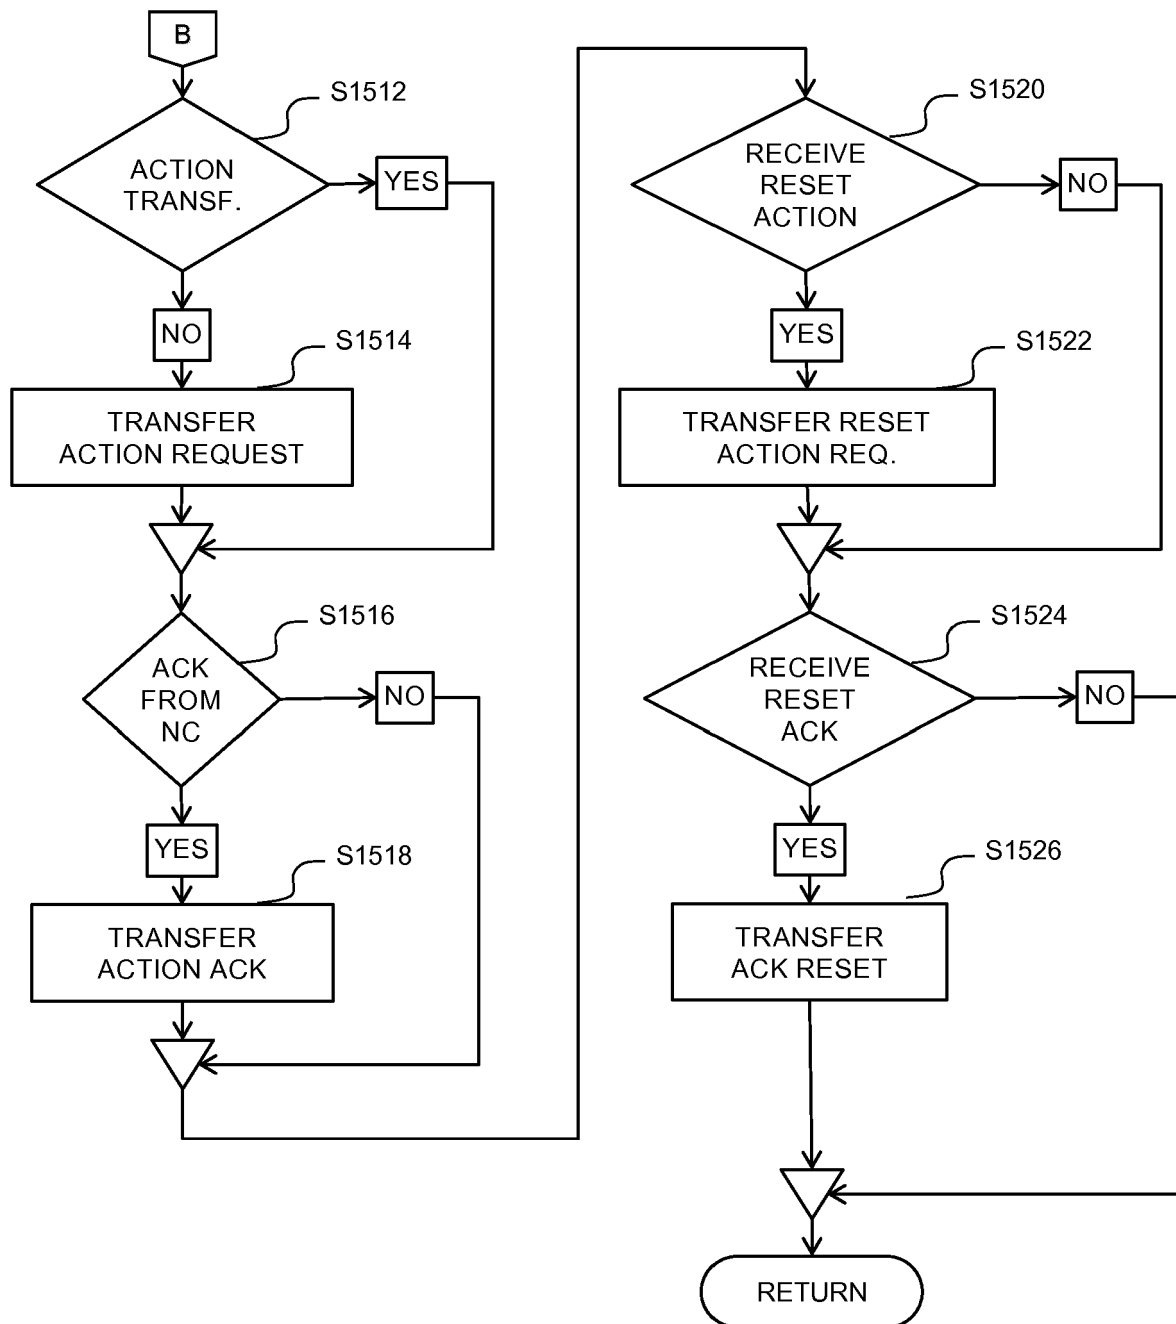 B
S1512
ACTION
TRANSF.
YES
NO
S1514
TRANSFER
ACTION REQUEST
S1516
ACK
FROM
NC
NO
YES
S1518
TRANSFER
ACTION ACK
S1520
RECEIVE
RESET
ACTION
NO
YES
S1522
TRANSFER RESET
ACTION REQ.
S1524
RECEIVE
RESET
ACK
NO
YES
S1526
TRANSFER
ACK RESET
RETURN